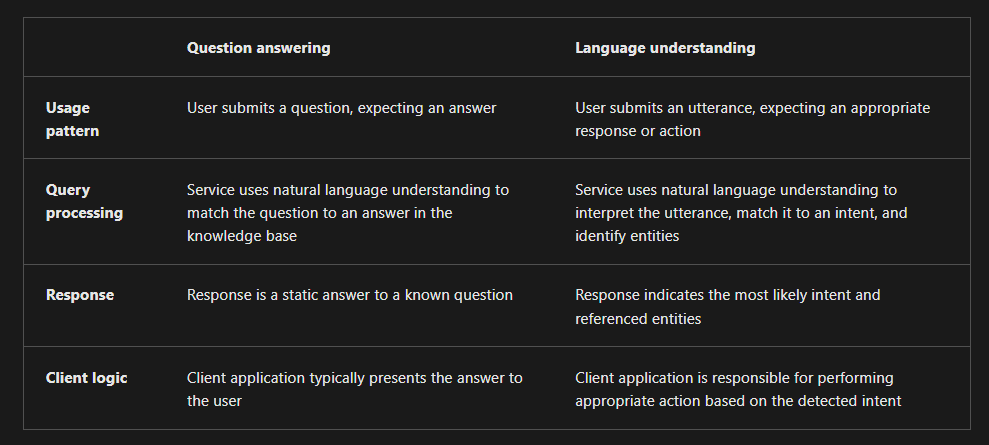 Question answering
Language understanding
Usage
pattern
User submits a question, expecting an answer
User submits an utterance, expecting an appropriate
response or action
Query
processing
Service uses natural language understanding to
match the question to an answer in the
knowledge base
Service uses natural language understanding to
interpret the utterance, match it to an intent, and
identify entities
Response
Response is a static answer to a known question
Response indicates the most likely intent and
referenced entities
Client logic
Client application typically presents the answer to
the user
Client application is responsible for performing
appropriate action based on the detected intent